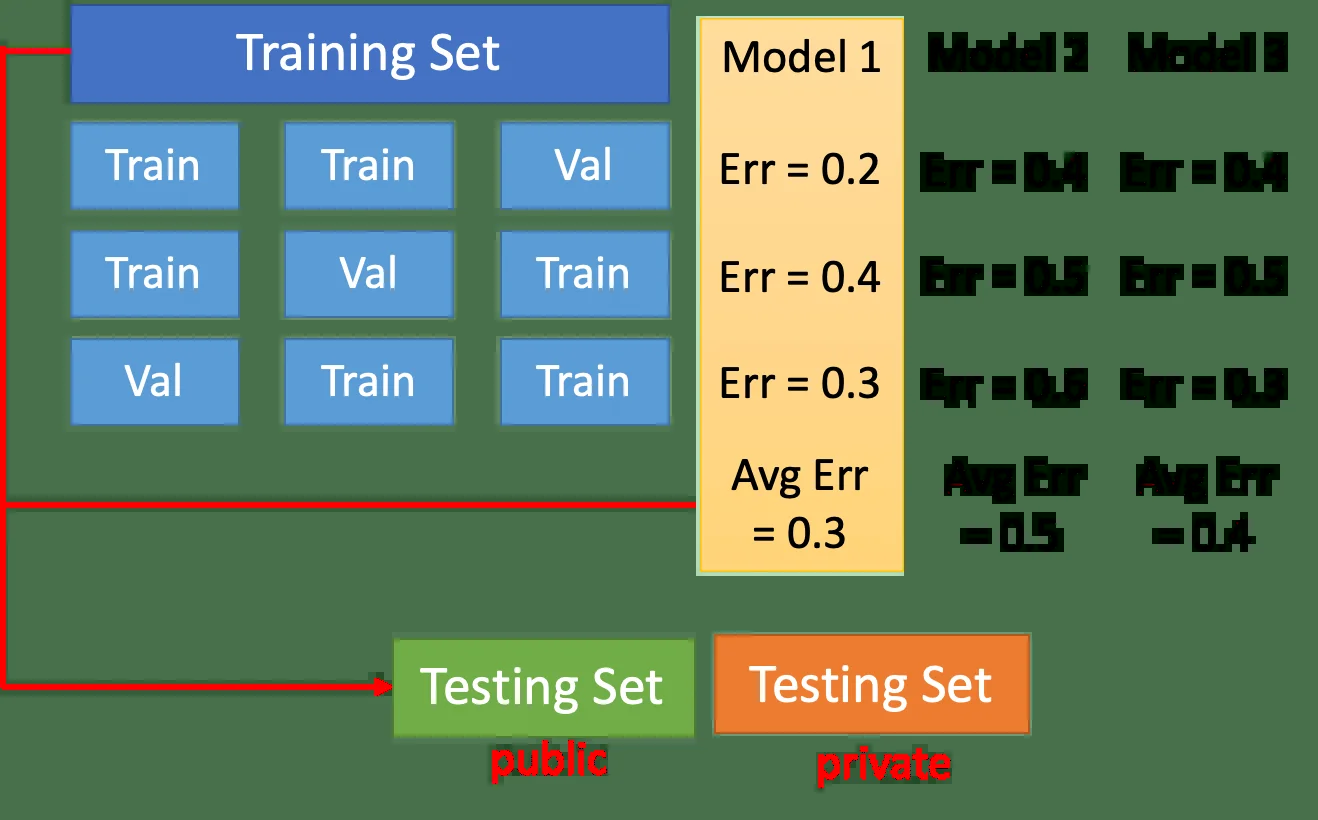 Training Set
Model 1
Model 2
Model 3
Train
Train
Val
Err = 0.2
Err = 0.4
Err = 0.4
Train
Val
Train
Err = 0.4
Err = 0.5
Err = 0.5
Val
Train
Train
Err = 0.3
Err = 0.6
Err = 0.3
Avg Err
= 0.3
Avg Err
= 0.5
Avg Err
= 0.4
Testing Set
Testing Set
public
private